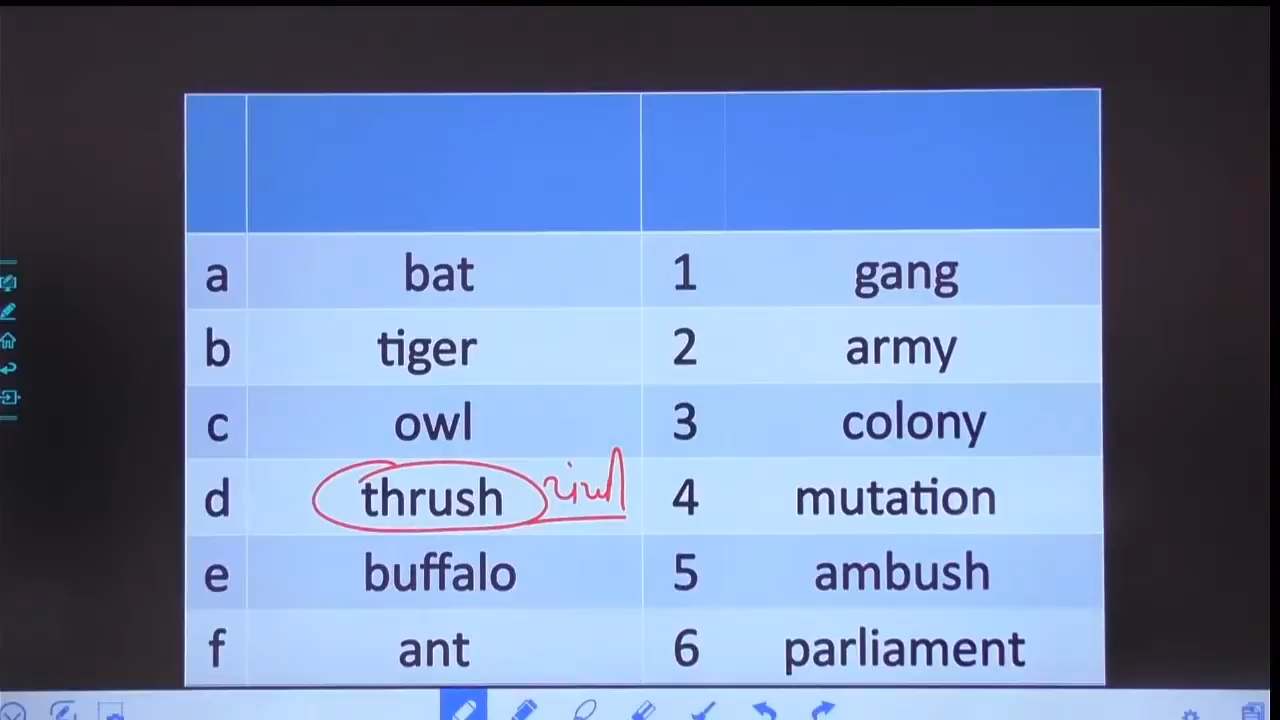 a bat 1 gang
b tiger 2 army
c owl 3 colony
d thrush 4 mutation
e buffalo 5 ambush
f ant 6 parliament